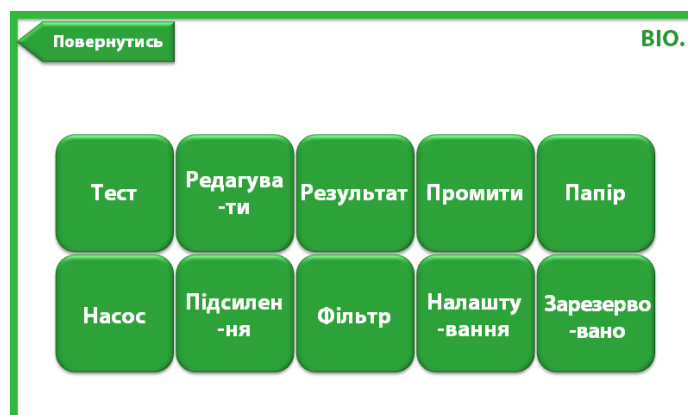 Повернутись
BIO.
Тест
Редагува
-ти
Результат
Промити
Папір
Насос
Підсилен
-ня
Фільтр
Налашту
-вання
Зарезерво
-вано